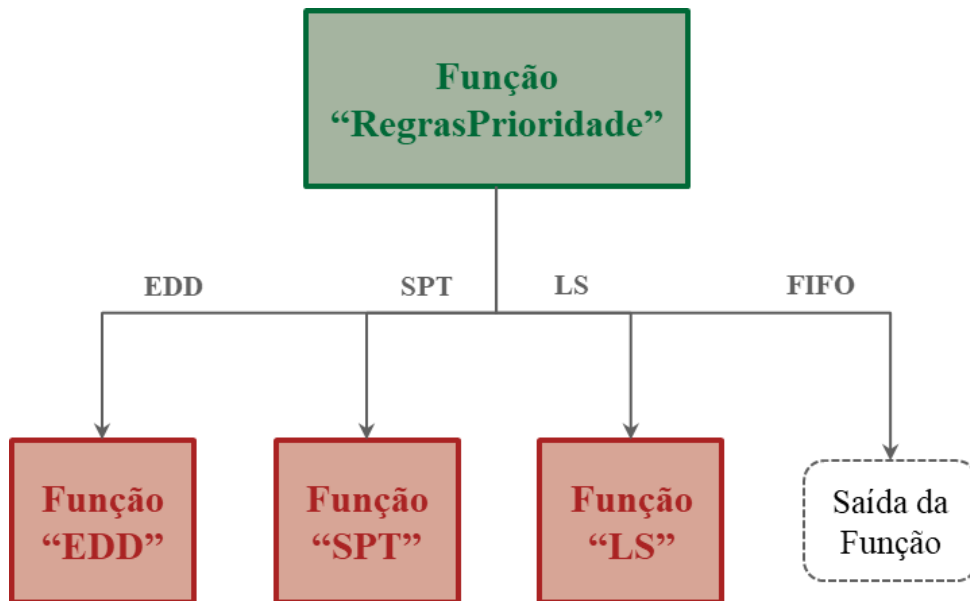 Função
“RegrasPrioridade”
EDD
SPT
LS
FIFO
Função
“EDD”
Função
“SPT”
Função
“LS”
Saída da
Função